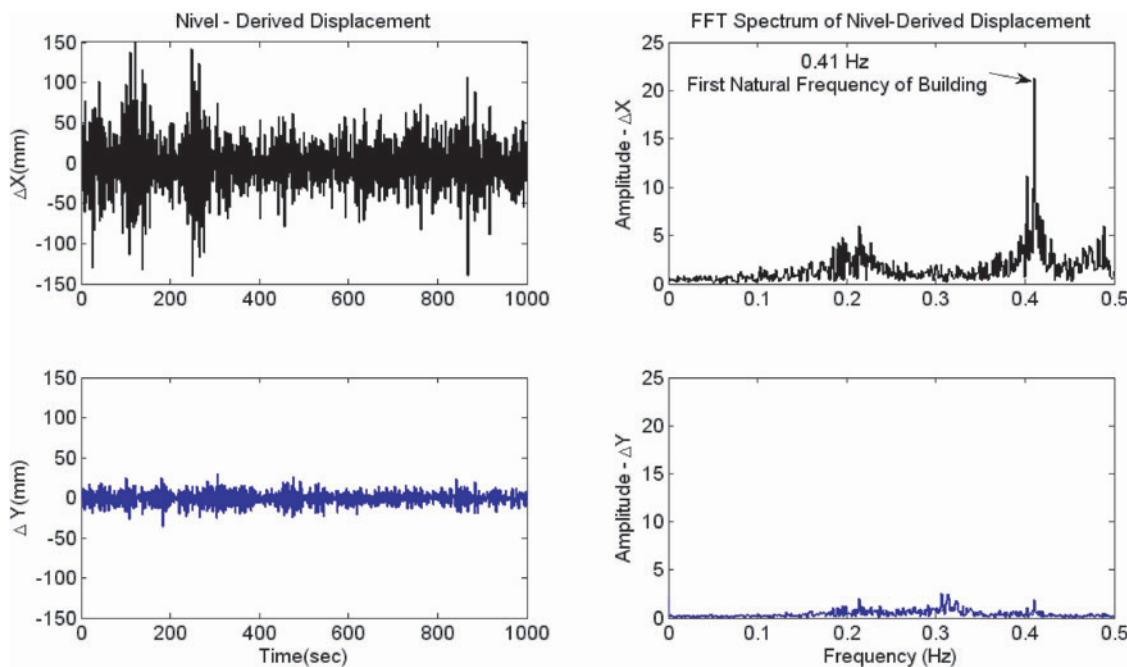 Nivel - Derived Displacement
150
100
50
0
-50
-100
-150
ΔX(mm)
0 200 400 600 800 1000
FFT Spectrum of Nivel-Derived Displacement
25
20
15
10
5
0
Amplitude - ΔX
0.41 Hz
First Natural Frequency of Building
0 0.1 0.2 0.3 0.4 0.5
150
100
50
0
-50
-100
-150
Δ Y(mm)
0 200 400 600 800 1000
Time(sec)
25
20
15
10
5
0
Amplitude - ΔY
0 0.1 0.2 0.3 0.4 0.5
Frequency (Hz)